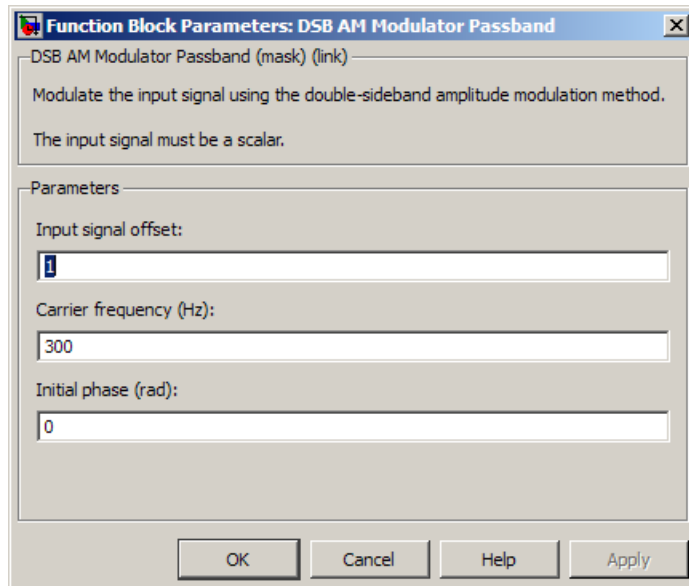 Function Block Parameters: DSB AM Modulator Passband
DSB AM Modulator Passband (mask) (link)
Modulate the input signal using the double-sideband amplitude modulation method.
The input signal must be a scalar.
Parameters
Input signal offset:
1
Carrier frequency (Hz):
300
Initial phase (rad):
0
OK
Cancel
Help
Apply